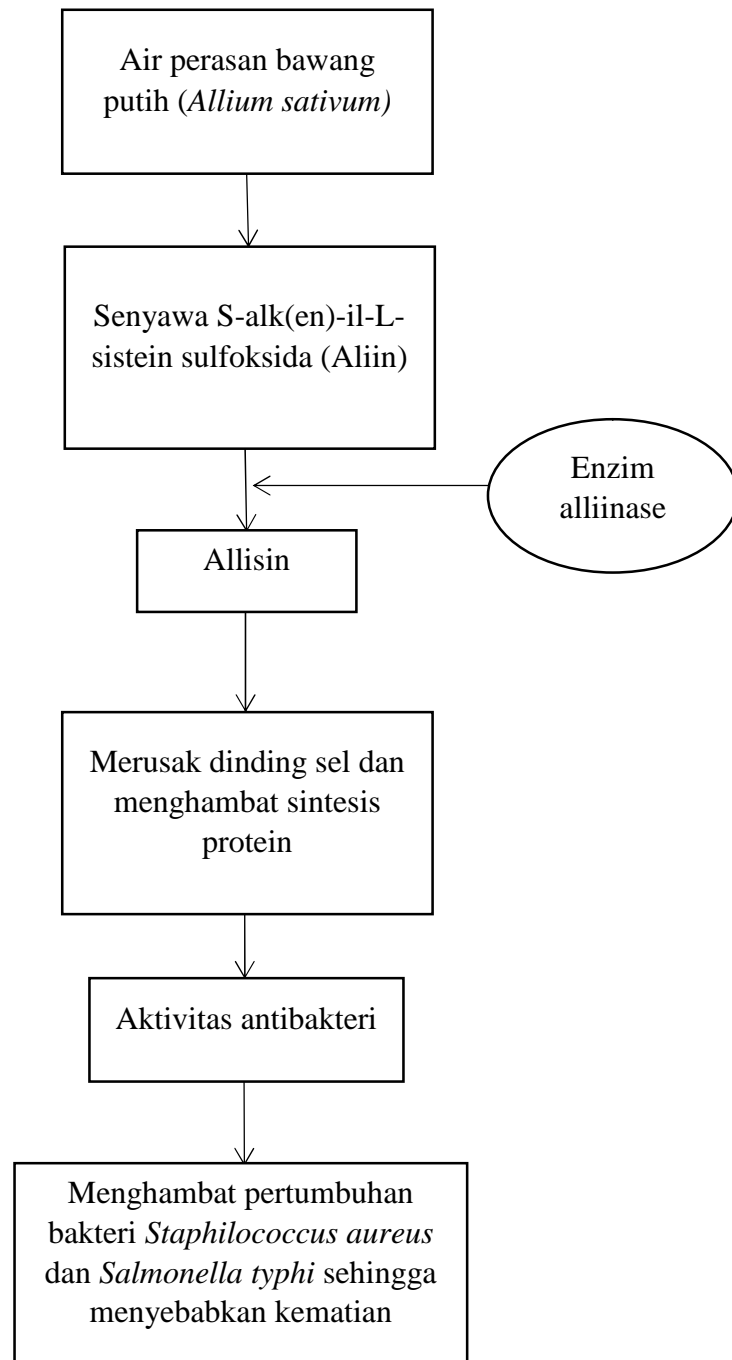 Air perasan bawang
putih (Allium sativum)
Senyawa S-alk(en)-il-L-
sistein sulfoksida (Aliin)
Enzim
alliinase
Allisin
Merusak dinding sel dan
menghambat sintesis
protein
Aktivitas antibakteri
Menghambat pertumbuhan
bakteri Staphilococcus aureus
dan Salmonella typhi sehingga
menyebabkan kematian